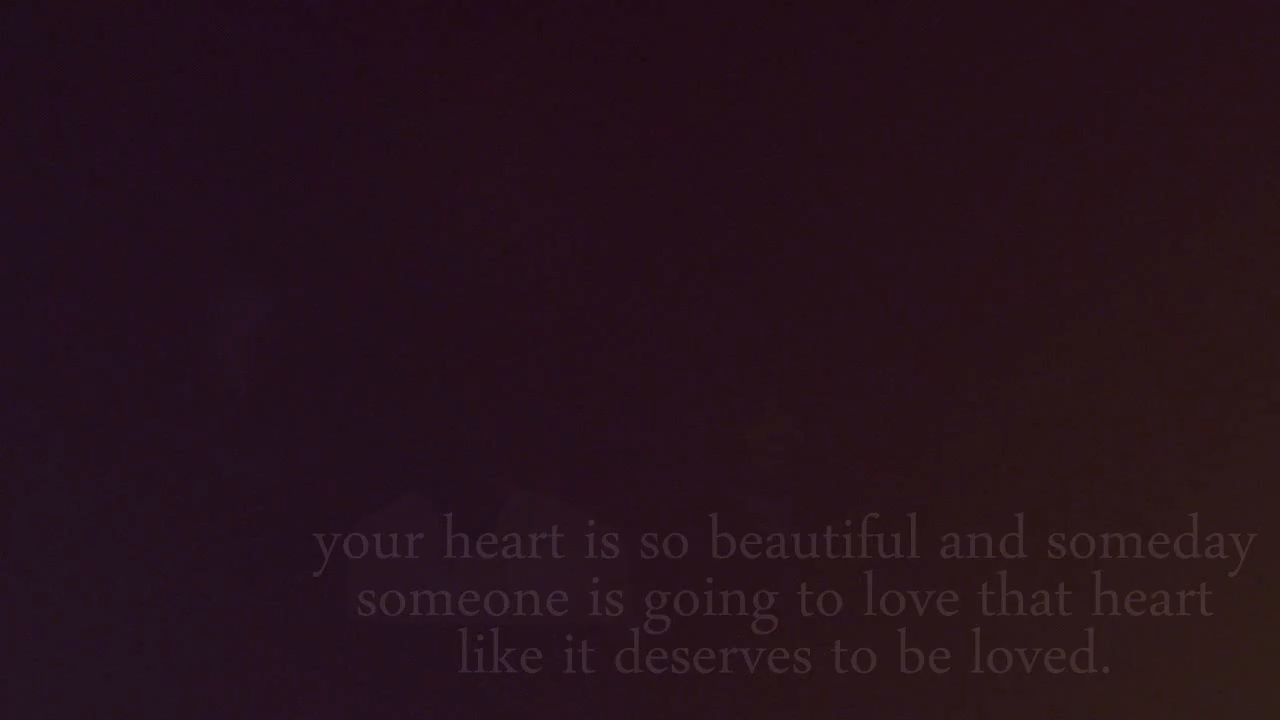 your heart is so beautiful and someday
someone is going to love that heart
like it deserves to be loved.